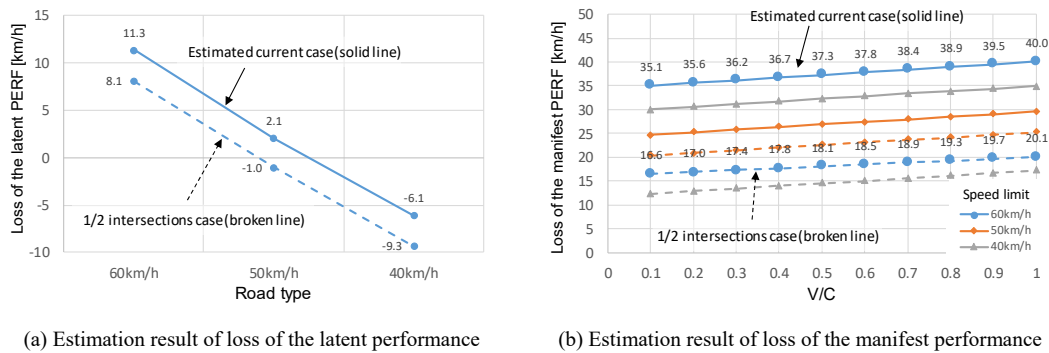 Loss of the latent PERF [km/h]
15
10
5
0
-5
-10
11.3
8.1
2.1
-1.0
-6.1
-9.3
Estimated current case(solid line)
1/2 intersections case(broken line)
60km/h 50km/h 40km/h
Road type
(a) Estimation result of loss of the latent performance
Loss of the manifest PERF [km/h]
50
45
40
35
30
25
20
15
10
5
0
Estimated current case(solid line)
35.1 35.6 36.2 36.7 37.3 37.8 38.4 38.9 39.5 40.0
16.6 17.0 17.4 17.8 18.1 18.5 18.9 19.3 19.7 20.1
1/2 intersections case(broken line)
Speed limit
60km/h
50km/h
40km/h
0.1 0.2 0.3 0.4 0.5 0.6 0.7 0.8 0.9 1
V/C
(b) Estimation result of loss of the manifest performance